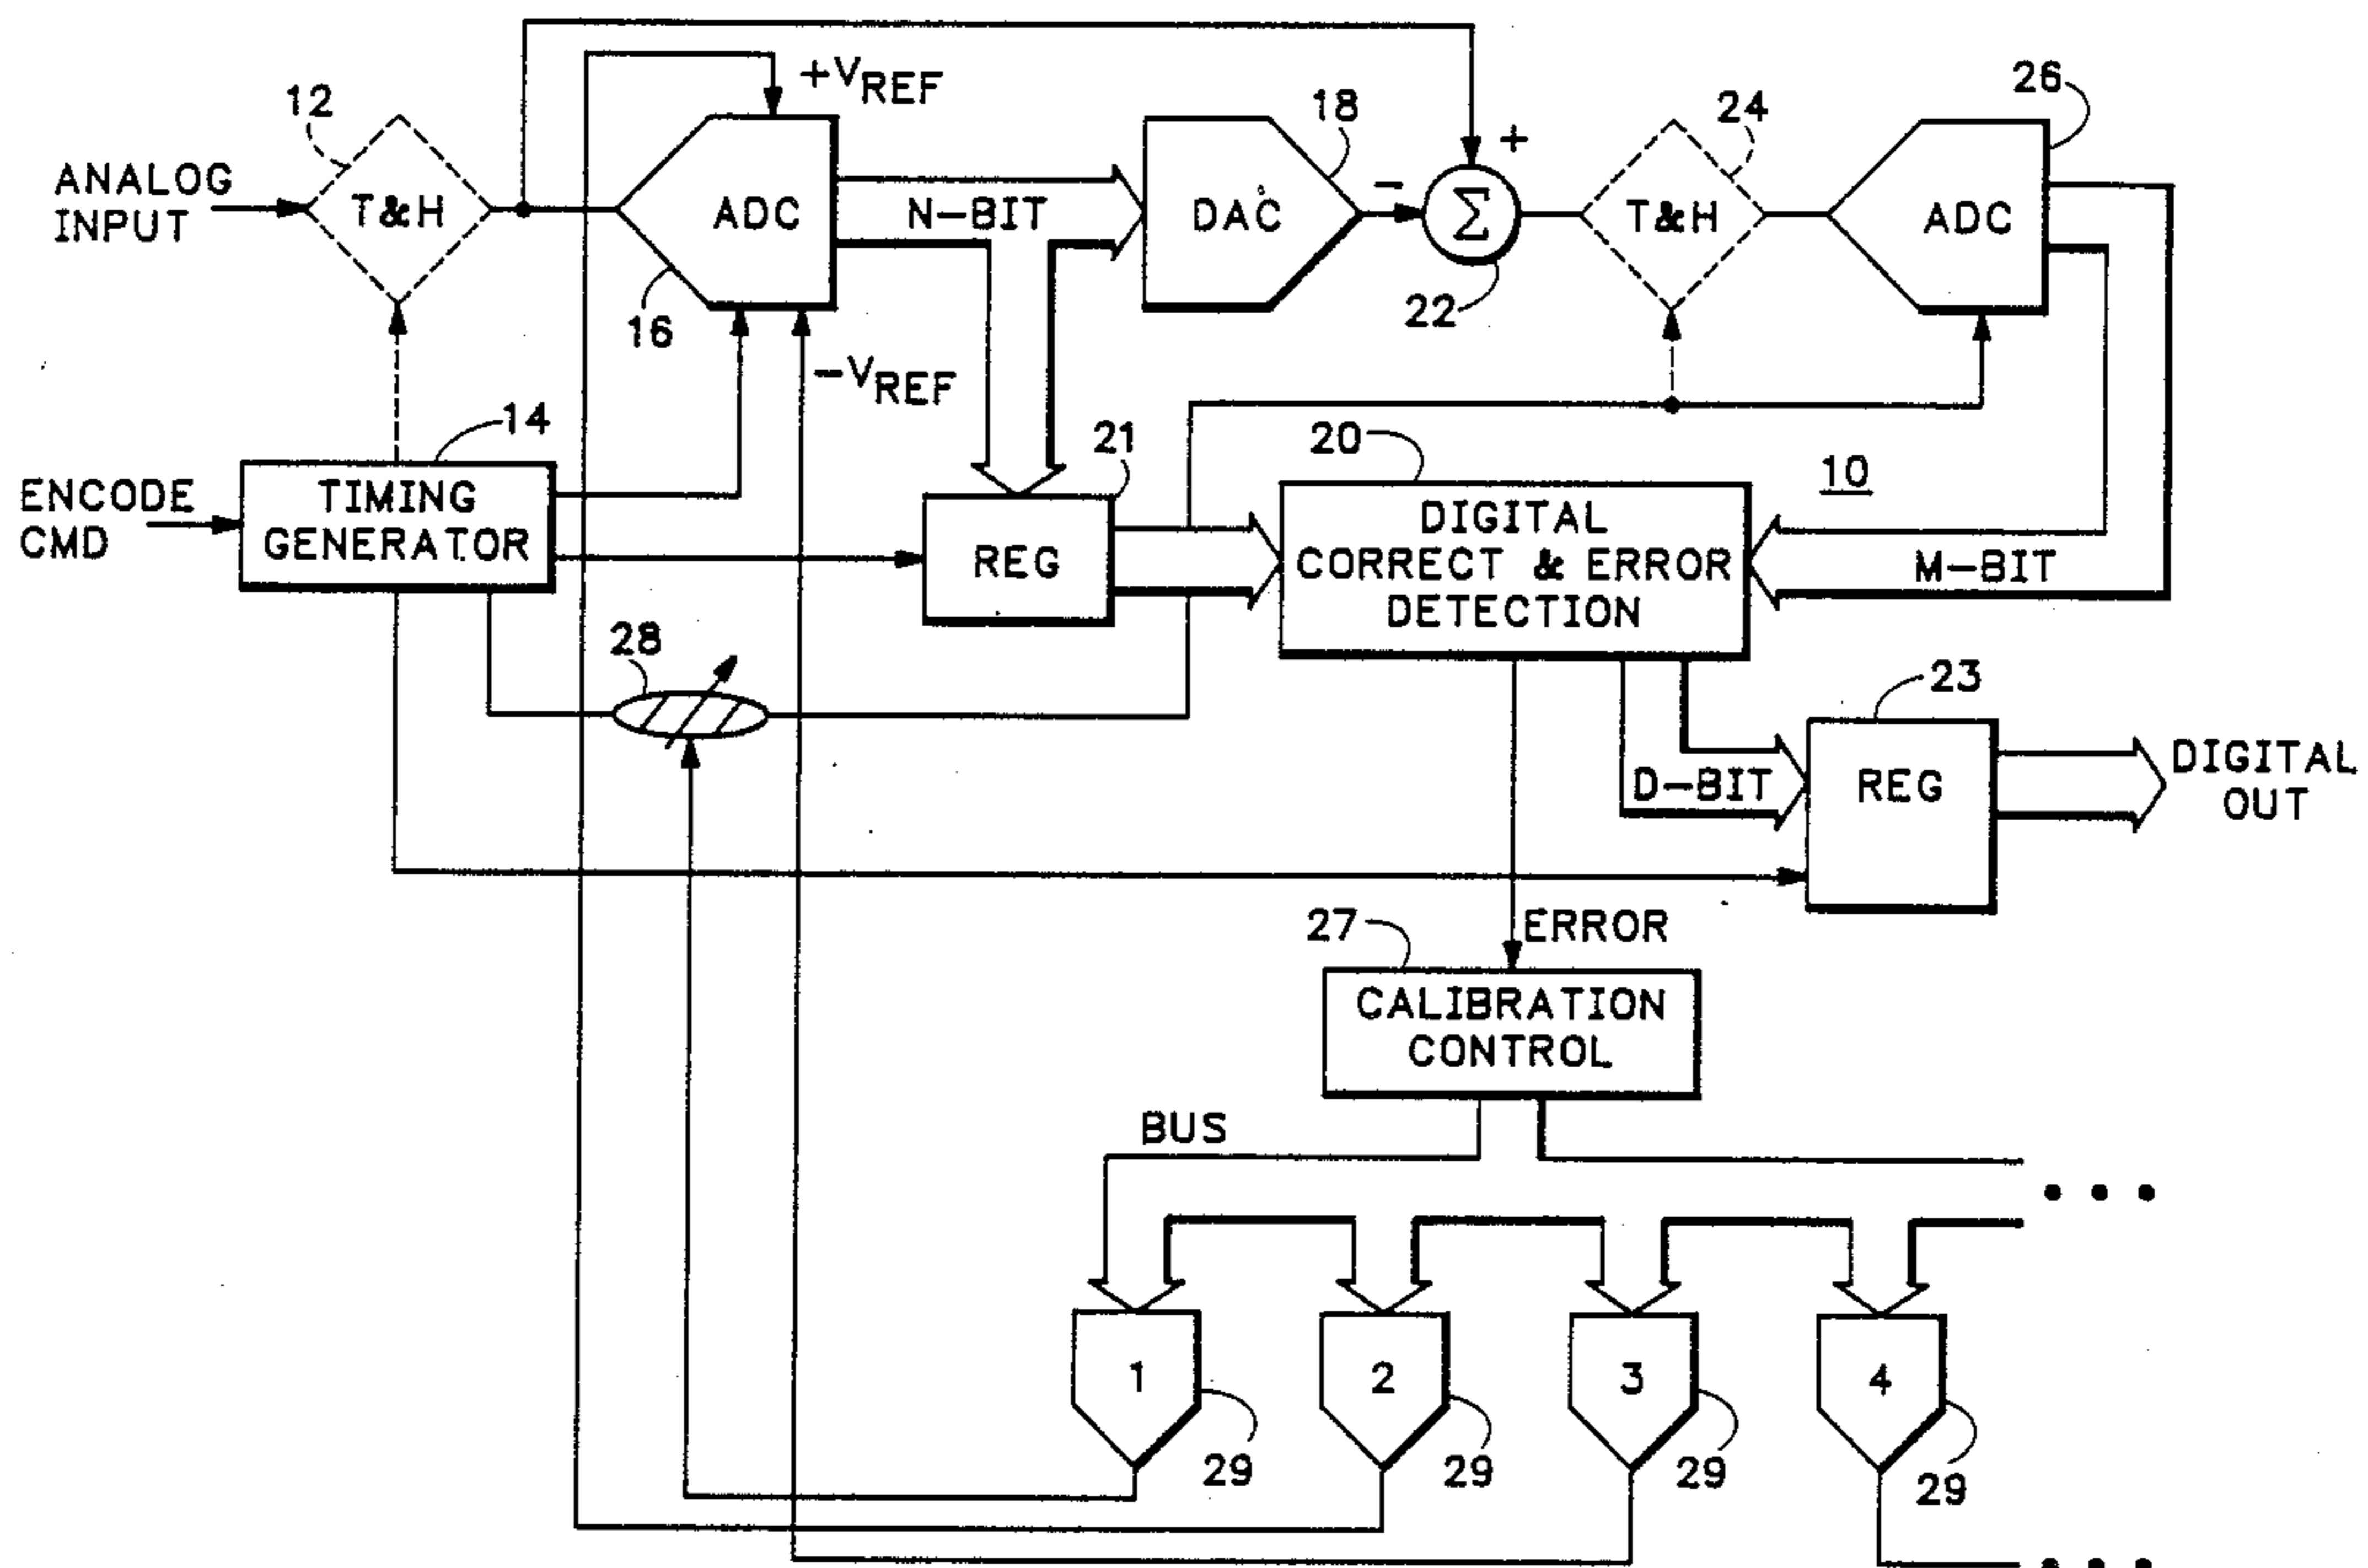 26
+VREF
12
18
24
+
ANALOG
INPUT
T&H
ADC
N-BIT
DAC
−
Σ
T&H
ADC
16
22
−VREF
14
21
20
10
ENCODE
CMD
TIMING
GENERATOR
REG
DIGITAL
CORRECT & ERROR
DETECTION
M-BIT
28
23
D-BIT
REG
DIGITAL
OUT
27
ERROR
CALIBRATION
CONTROL
BUS
1
2
3
4
29
29
29
29